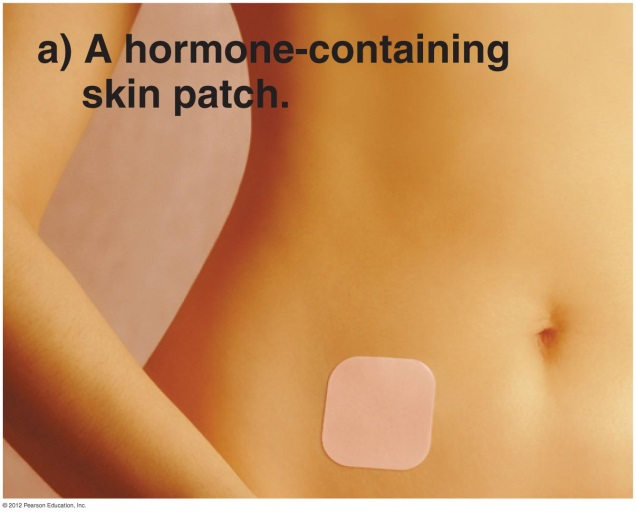 a) A hormone-containing
skin patch.
© 2012 Pearson Education, Inc.